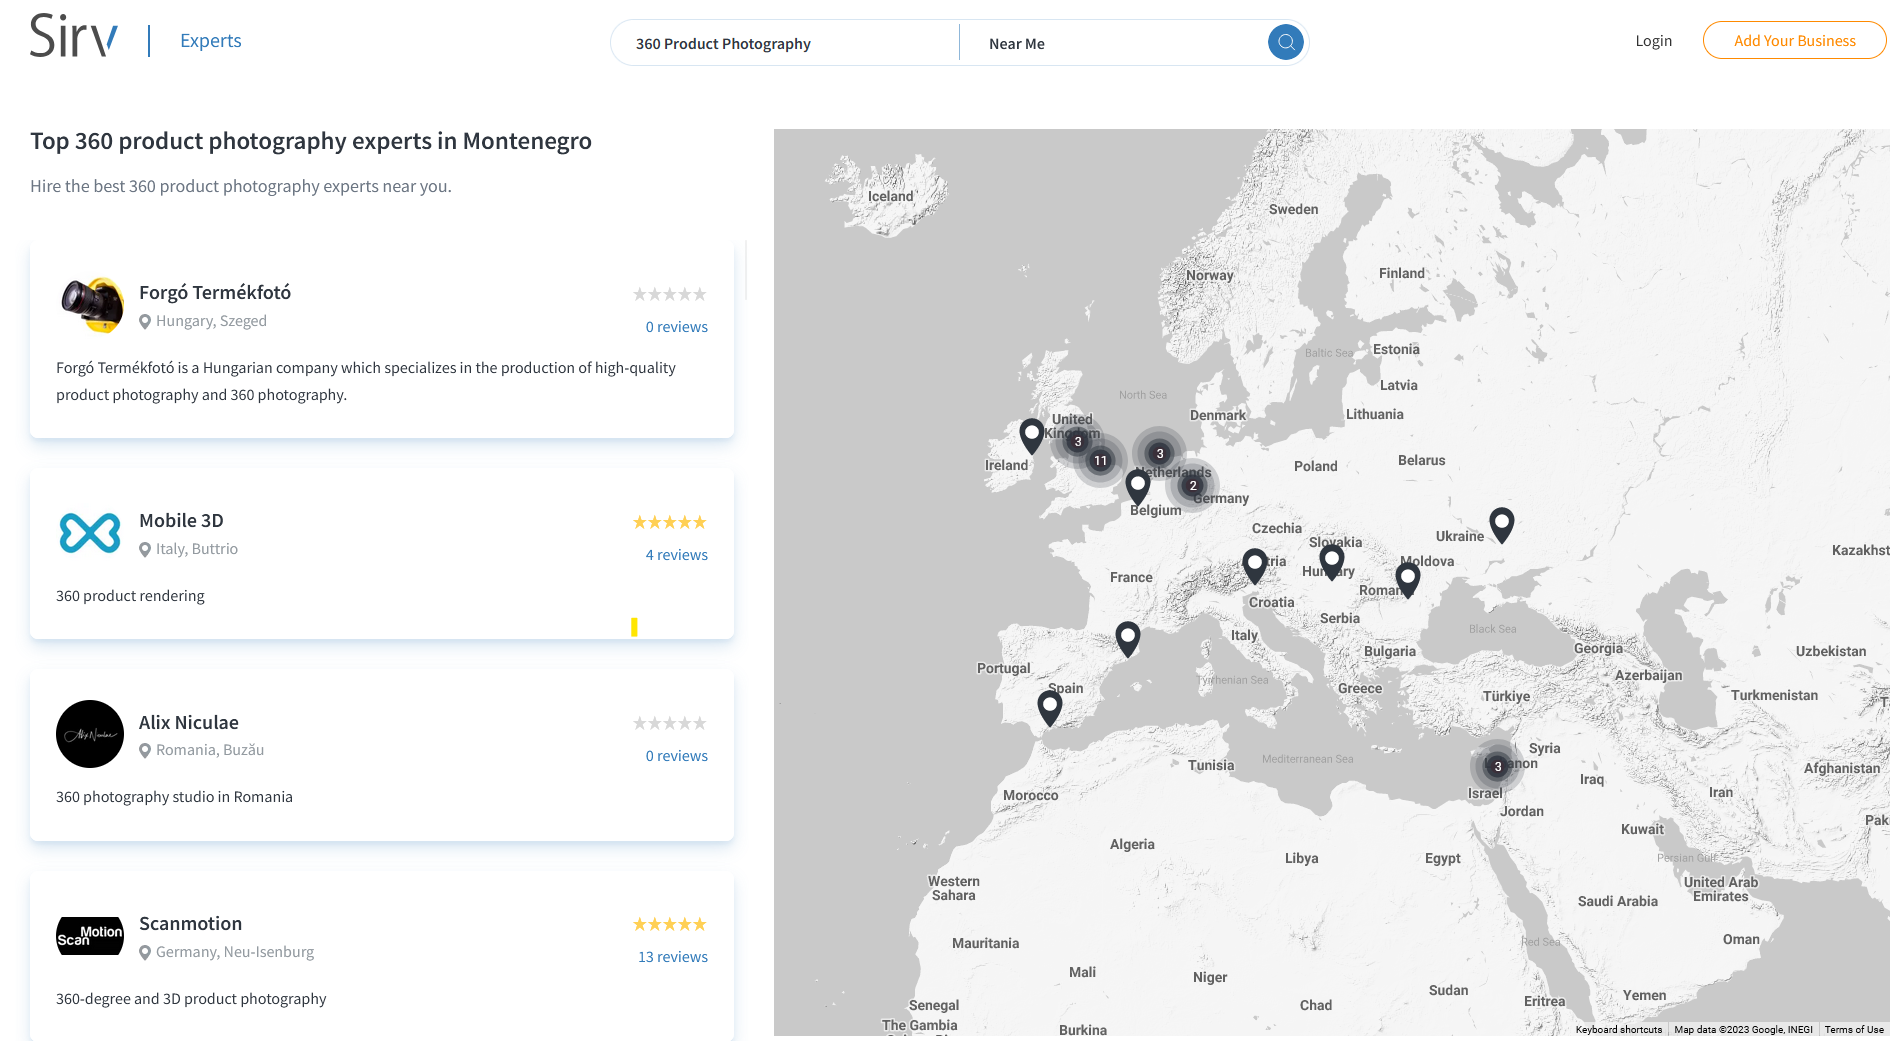 Sirv
Experts
360 Product Photography
Near Me
Login
Add Your Business
Top 360 product photography experts in Montenegro
Hire the best 360 product photography experts near you.
Forgó Termékfotó
Hungary, Szeged
0 reviews
Forgó Termékfotó is a Hungarian company which specializes in the production of high-quality
product photography and 360 photography.
Mobile 3D
Italy, Buttrio
4 reviews
360 product rendering
Alix Niculae
Alix Niculae
Romania, Buzău
0 reviews
360 photography studio in Romania
Motion
Scan
Scanmotion
Germany, Neu-Isenburg
13 reviews
360-degree and 3D product photography
Iceland
Sweden
Norway
Finland
Baltic Sea
Estonia
Latvia
North Sea
Denmark
Lithuania
United
Kingdom
3
11
3
Ireland
Netherlands
Poland
Belarus
2
Germany
Belgium
Czechia
Ukraine
Slovakia
Kazakhst
tria
Hungary
Moldova
France
Romani
Croatia
Serbia
Black Sea
Italy
Bulgaria
Georgia
Uzbekistan
Portugal
Azerbaijan
Tyrrhenian Sea
Spain
Greece
Türkiye
Turkmenistan
Syria
Mediterranean Sea
Tunisia
3
Lebanon
Afghanistan
Iraq
Morocco
Israel
Iran
Jordan
Pak
Kuwait
Algeria
Libya
Egypt
Persian Gulf
Western
Sahara
United Arab
Emirates
Saudi Arabia
Mauritania
Red Sea
Oman
Mali
Niger
Sudan
Yemen
Senegal
Chad
Eritrea
The Gambia
Burkina
Keyboard shortcuts
Map data ©2023 Google, INEGI
Terms of Use